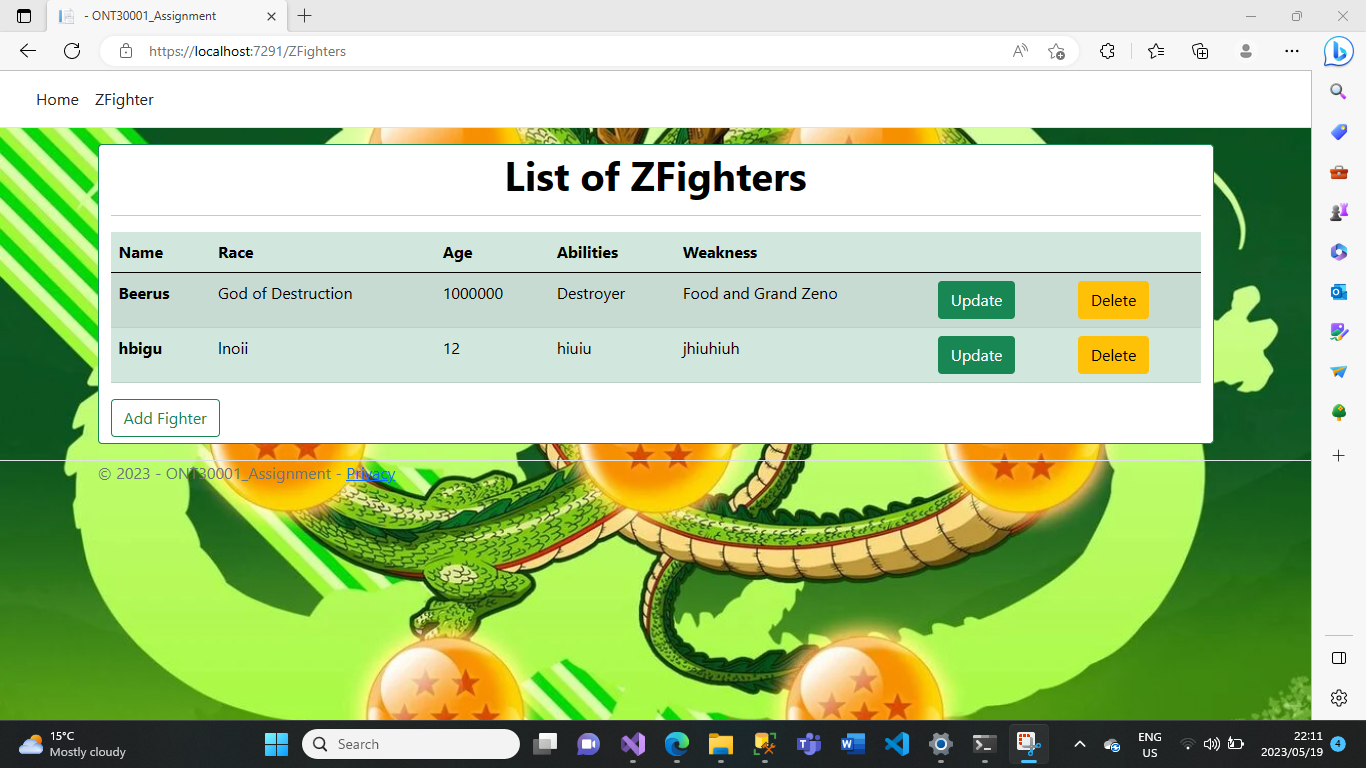 - ONT30001_Assignment
https://localhost:7291/ZFighters
Home ZFighter
List of ZFighters
Name Race Age Abilities Weakness
Beerus God of Destruction 1000000 Destroyer Food and Grand Zeno Update Delete
hbigu lnoii 12 hiuiu jhiuhiuh Update Delete
Add Fighter
© 2023 - ONT30001_Assignment - Privacy
15°C
Mostly cloudy
Search
ENG
US
22:11
2023/05/19
4